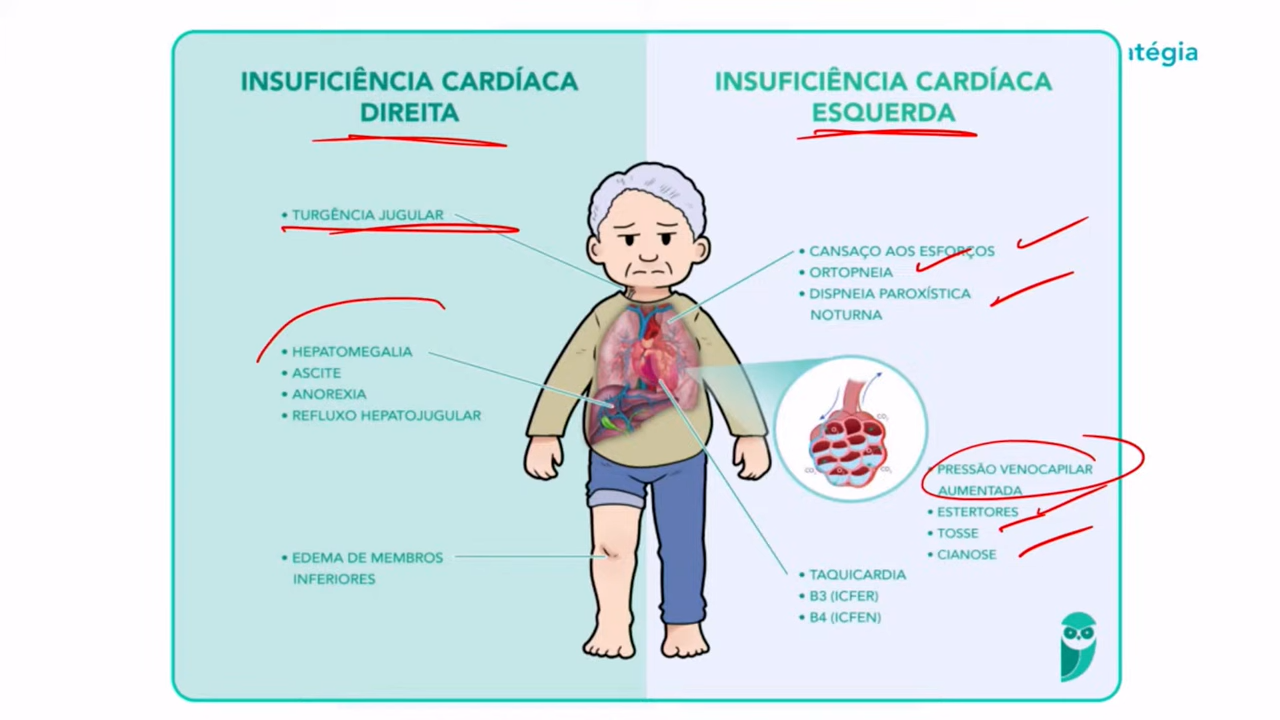 INSUFICIÊNCIA CARDÍACA
DIREITA
• TURGÊNCIA JUGULAR
• HEPATOMEGALIA
• ASCITE
• ANOREXIA
• REFLUXO HEPATOJUGULAR
• EDEMA DE MEMBROS
INFERIORES
INSUFICIÊNCIA CARDÍACA
ESQUERDA
atégia
• CANSAÇO AOS ESFORÇOS
• ORTOPNEIA
• DISPNEIA PAROXÍSTICA
NOTURNA
• PRESSÃO VENOCAPILAR
AUMENTADA
• ESTERTORES
• TOSSE
• CIANOSE
• TAQUICARDIA
• B3 (ICFER)
• B4 (ICFEN)